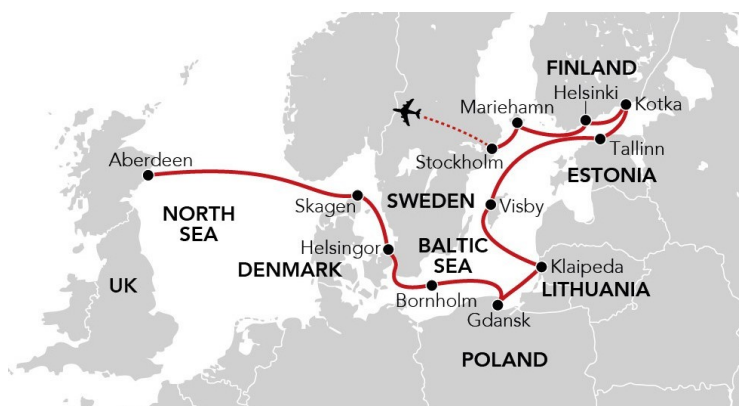 FINLAND
Helsinki
Mariehamn
Kotka
Stockholm
Tallinn
Aberdeen
ESTONIA
SWEDEN
Visby
Skagen
NORTH
SEA
Helsingor
BALTIC
SEA
DENMARK
Klaipeda
UK
LITHUANIA
Bornholm
Gdansk
POLAND